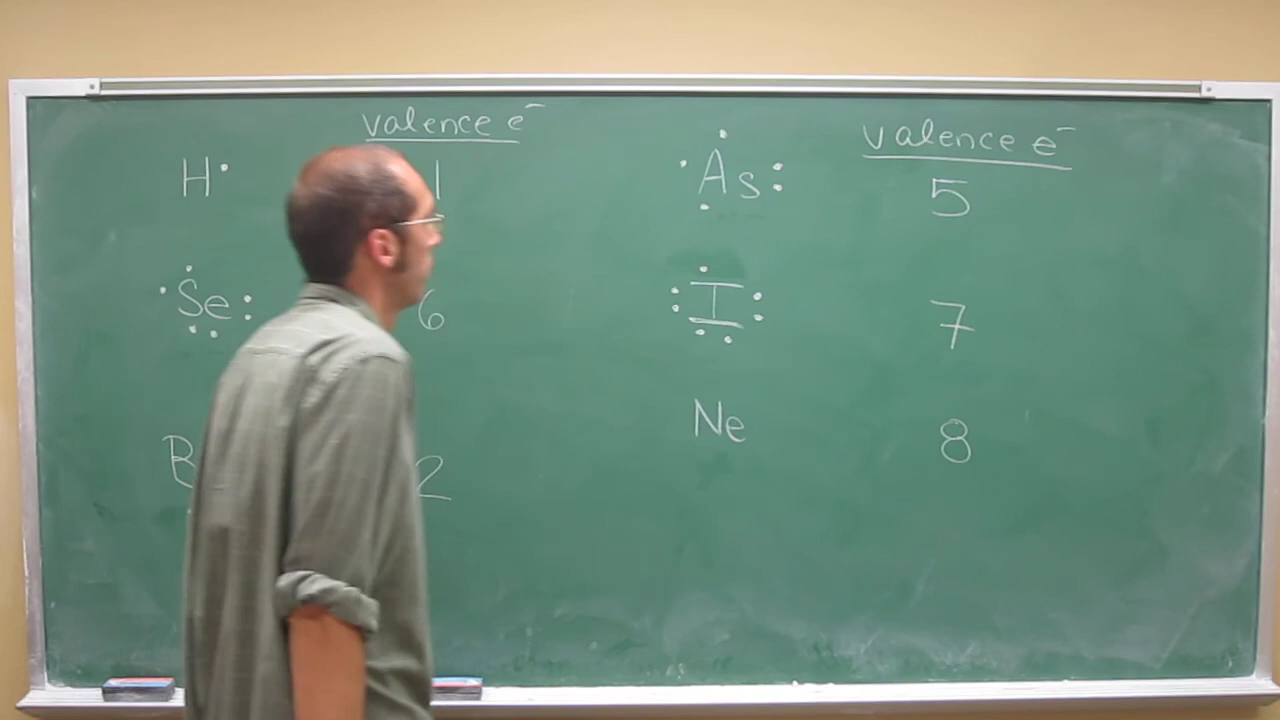 valence e⁻
H· 1
Se 6
2
valence e⁻
As 5
I 7
Ne 8